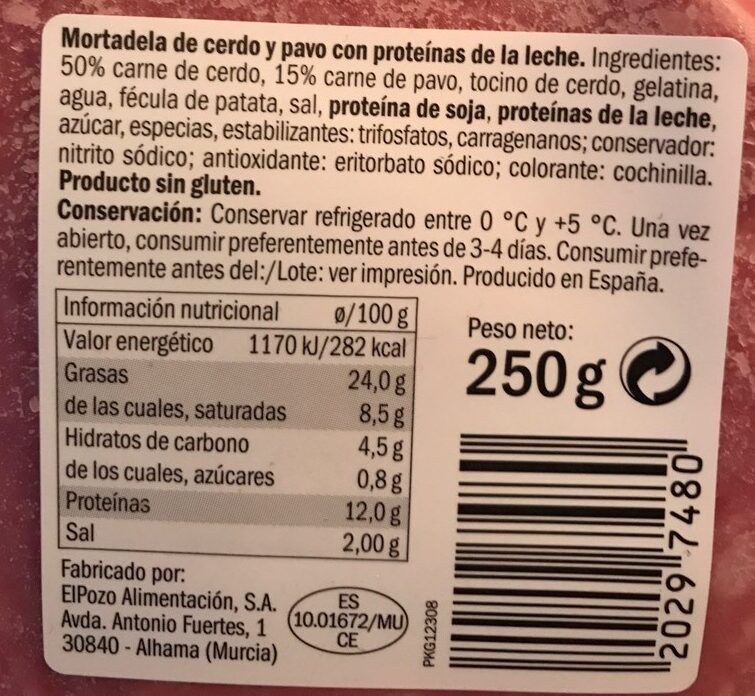 Mortadela de cerdo y pavo con proteínas de la leche. Ingredientes:
50% carne de cerdo, 15% carne de pavo, tocino de cerdo, gelatina,
agua, fécula de patata, sal, proteína de soja, proteínas de la leche,
azúcar, especias, estabilizantes: trifosfatos, carragenanos; conservador:
nitrito sódico; antioxidante: eritorbato sódico; colorante: cochinilla.
Producto sin gluten.
Conservación: Conservar refrigerado entre 0 °C y +5 °C. Una vez
abierto, consumir preferentemente antes de 3-4 días. Consumir prefe-
rentemente antes del:/Lote: ver impresión. Producido en España.
Información nutricional ø/100 g
Valor energético 1170 kJ/282 kcal
Grasas 24,0 g
de las cuales, saturadas 8,5 g
Hidratos de carbono 4,5 g
de los cuales, azúcares 0,8 g
Proteínas 12,0 g
Sal 2,00 g
Peso neto:
250 g
Fabricado por:
ElPozo Alimentación, S.A.
Avda. Antonio Fuertes, 1
30840 - Alhama (Murcia)
ES
10.01672/MU
CE
PKG12308
2029 7480